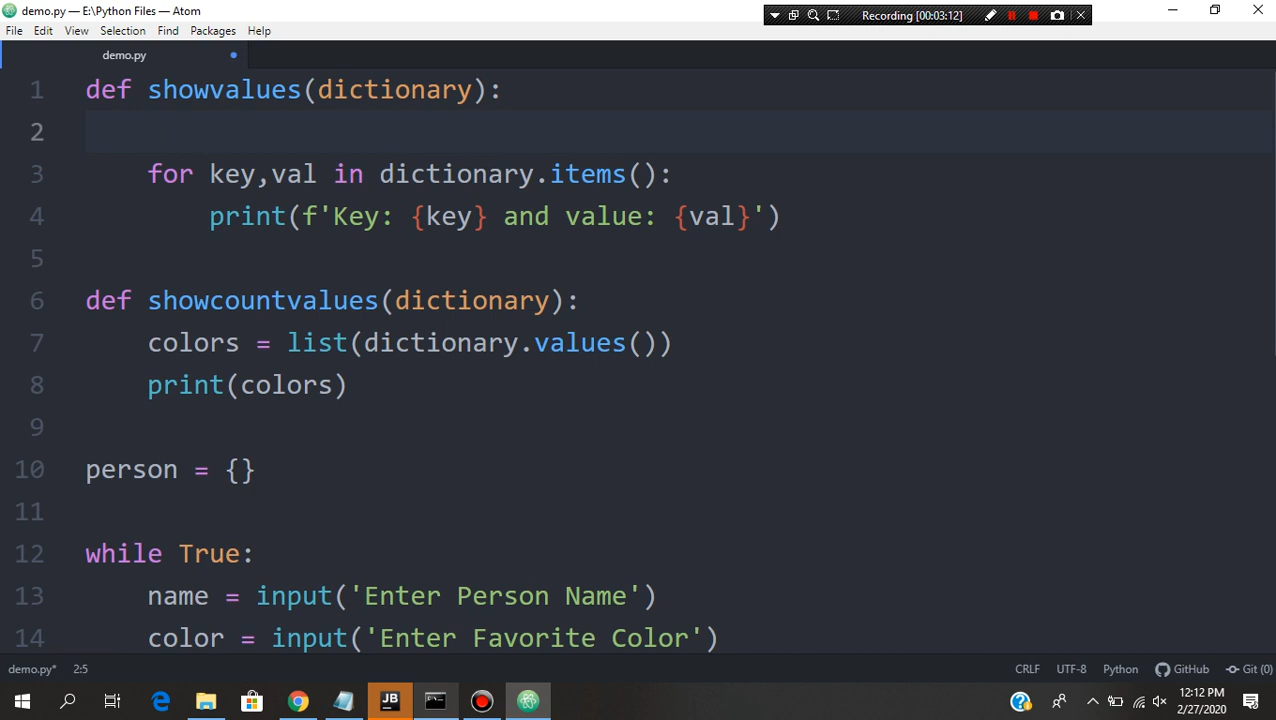 demo.py — E:\Python Files — Atom
Recording [00:03:12]
File Edit View Selection Find Packages Help
demo.py
1 def showvalues(dictionary):
2
3 for key,val in dictionary.items():
4 print(f'Key: {key} and value: {val}')
5
6 def showcountvalues(dictionary):
7 colors = list(dictionary.values())
8 print(colors)
9
10 person = {}
11
12 while True:
13 name = input('Enter Person Name')
14 color = input('Enter Favorite Color')
demo.py* 2:5 CRLF UTF-8 Python GitHub Git (0)
JB
12:12 PM
2/27/2020